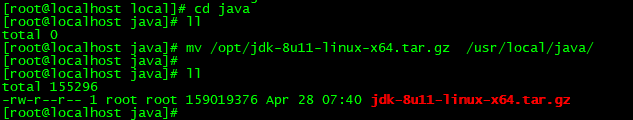 [root@localhost local]# cd java
[root@localhost java]# ll
total 0
[root@localhost java]# mv /opt/jdk-8u11-linux-x64.tar.gz  /usr/local/java/
[root@localhost java]#
[root@localhost java]# ll
total 155296
-rw-r--r-- 1 root root 159019376 Apr 28 07:40 jdk-8u11-linux-x64.tar.gz
[root@localhost java]#